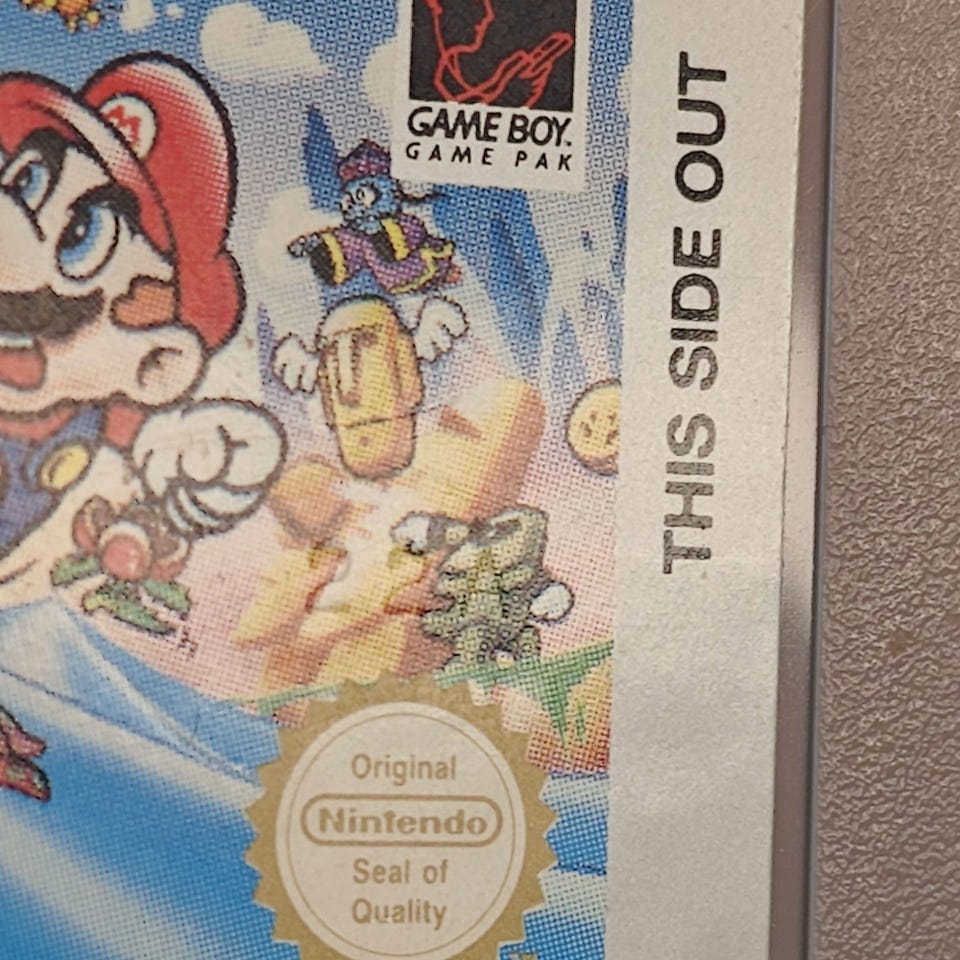 GAME BOY.
GAME PAK
THIS SIDE OUT
M
Original
Nintendo
Seal of
Quality